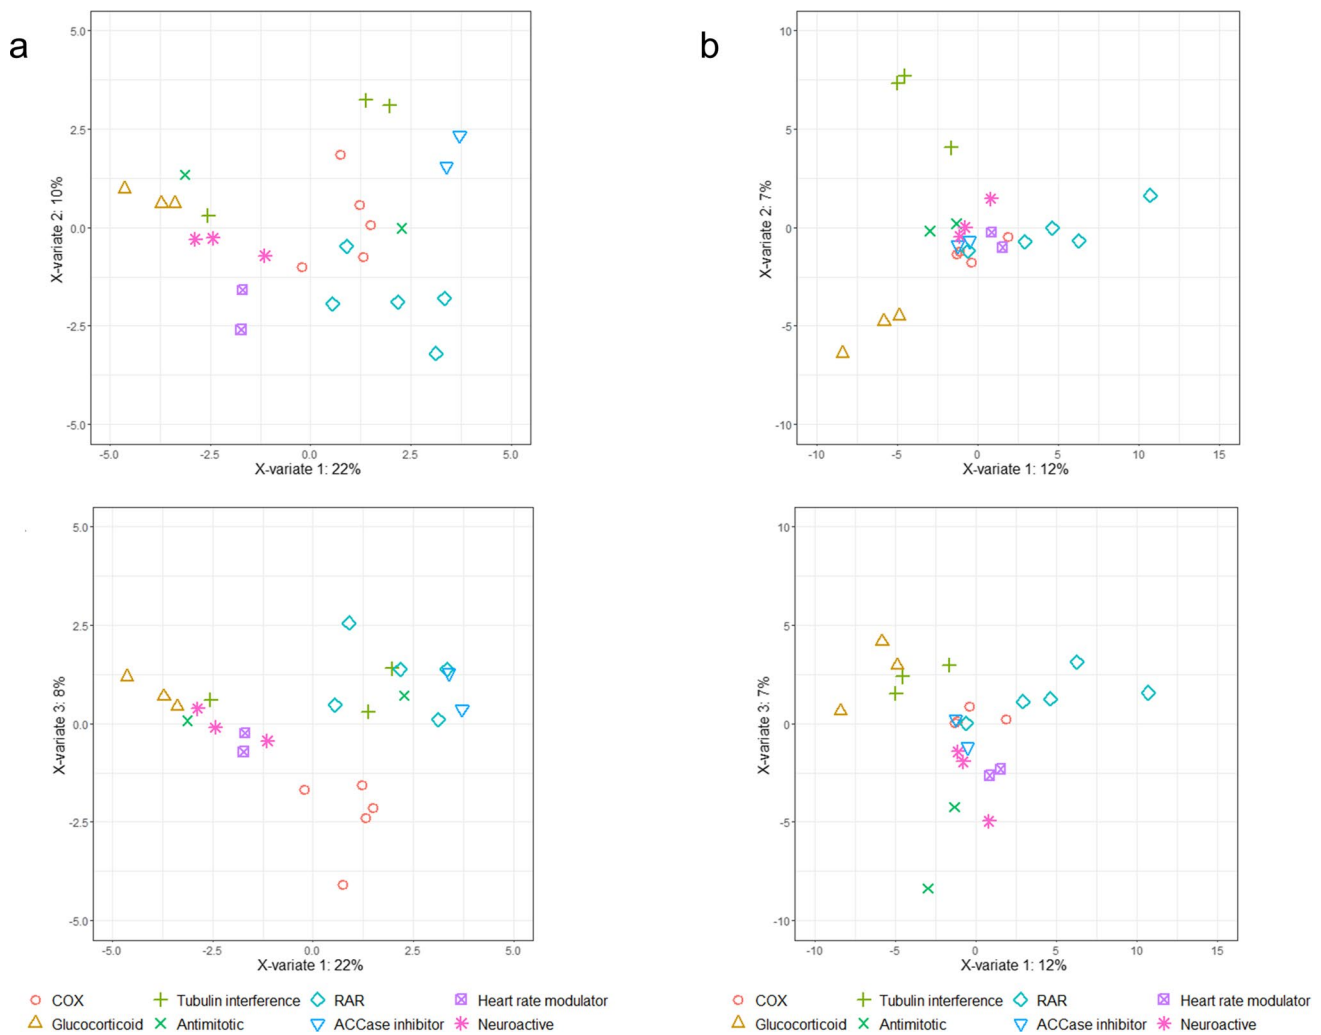 a
5.0
2.5
0.0
-2.5
-5.0
X-variate 2: 10%
-5.0 -2.5 0.0 2.5 5.0
X-variate 1: 22%
b
10
5
0
-5
-10
X-variate 2: 7%
-10 -5 0 5 10 15
X-variate 1: 12%
5.0
2.5
0.0
-2.5
-5.0
X-variate 3: 8%
-5.0 -2.5 0.0 2.5 5.0
X-variate 1: 22%
10
5
0
-5
-10
X-variate 3: 7%
-10 -5 0 5 10 15
X-variate 1: 12%
COX Tubulin interference RAR Heart rate modulator
Glucocorticoid Antimitotic ACCase inhibitor Neuroactive
COX Tubulin interference RAR Heart rate modulator
Glucocorticoid Antimitotic ACCase inhibitor Neuroactive